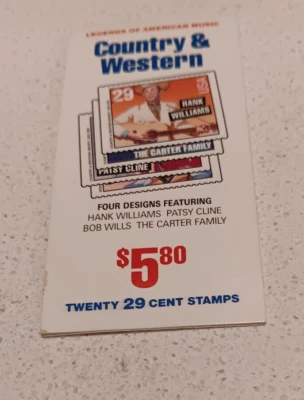 LEGENDS OF AMERICAN MUSIC
Country &
Western
29
HANK
WILLIAMS
THE CARTER FAMILY
PATSY CLINE
FOUR DESIGNS FEATURING
HANK WILLIAMS PATSY CLINE
BOB WILLS THE CARTER FAMILY
$5.80
TWENTY 29 CENT STAMPS